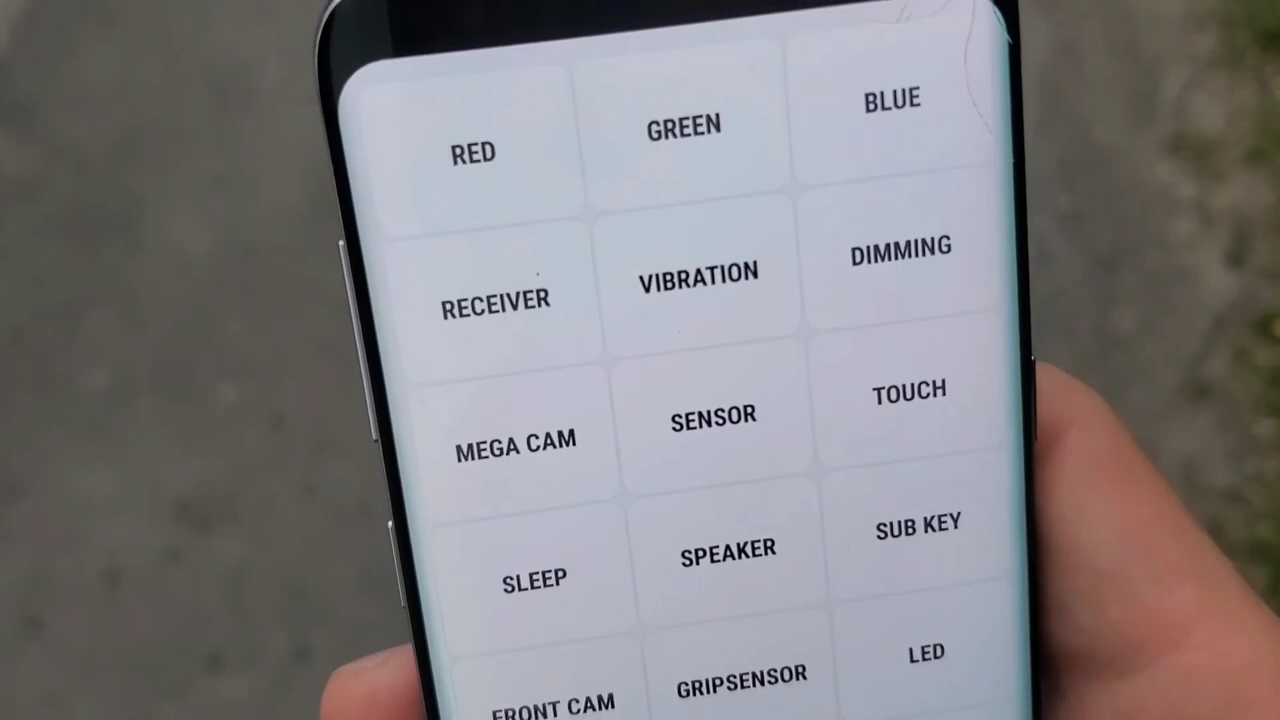 RED
GREEN
BLUE
RECEIVER
VIBRATION
DIMMING
MEGA CAM
SENSOR
TOUCH
SLEEP
SPEAKER
SUB KEY
FRONT CAM
GRIPSENSOR
LED